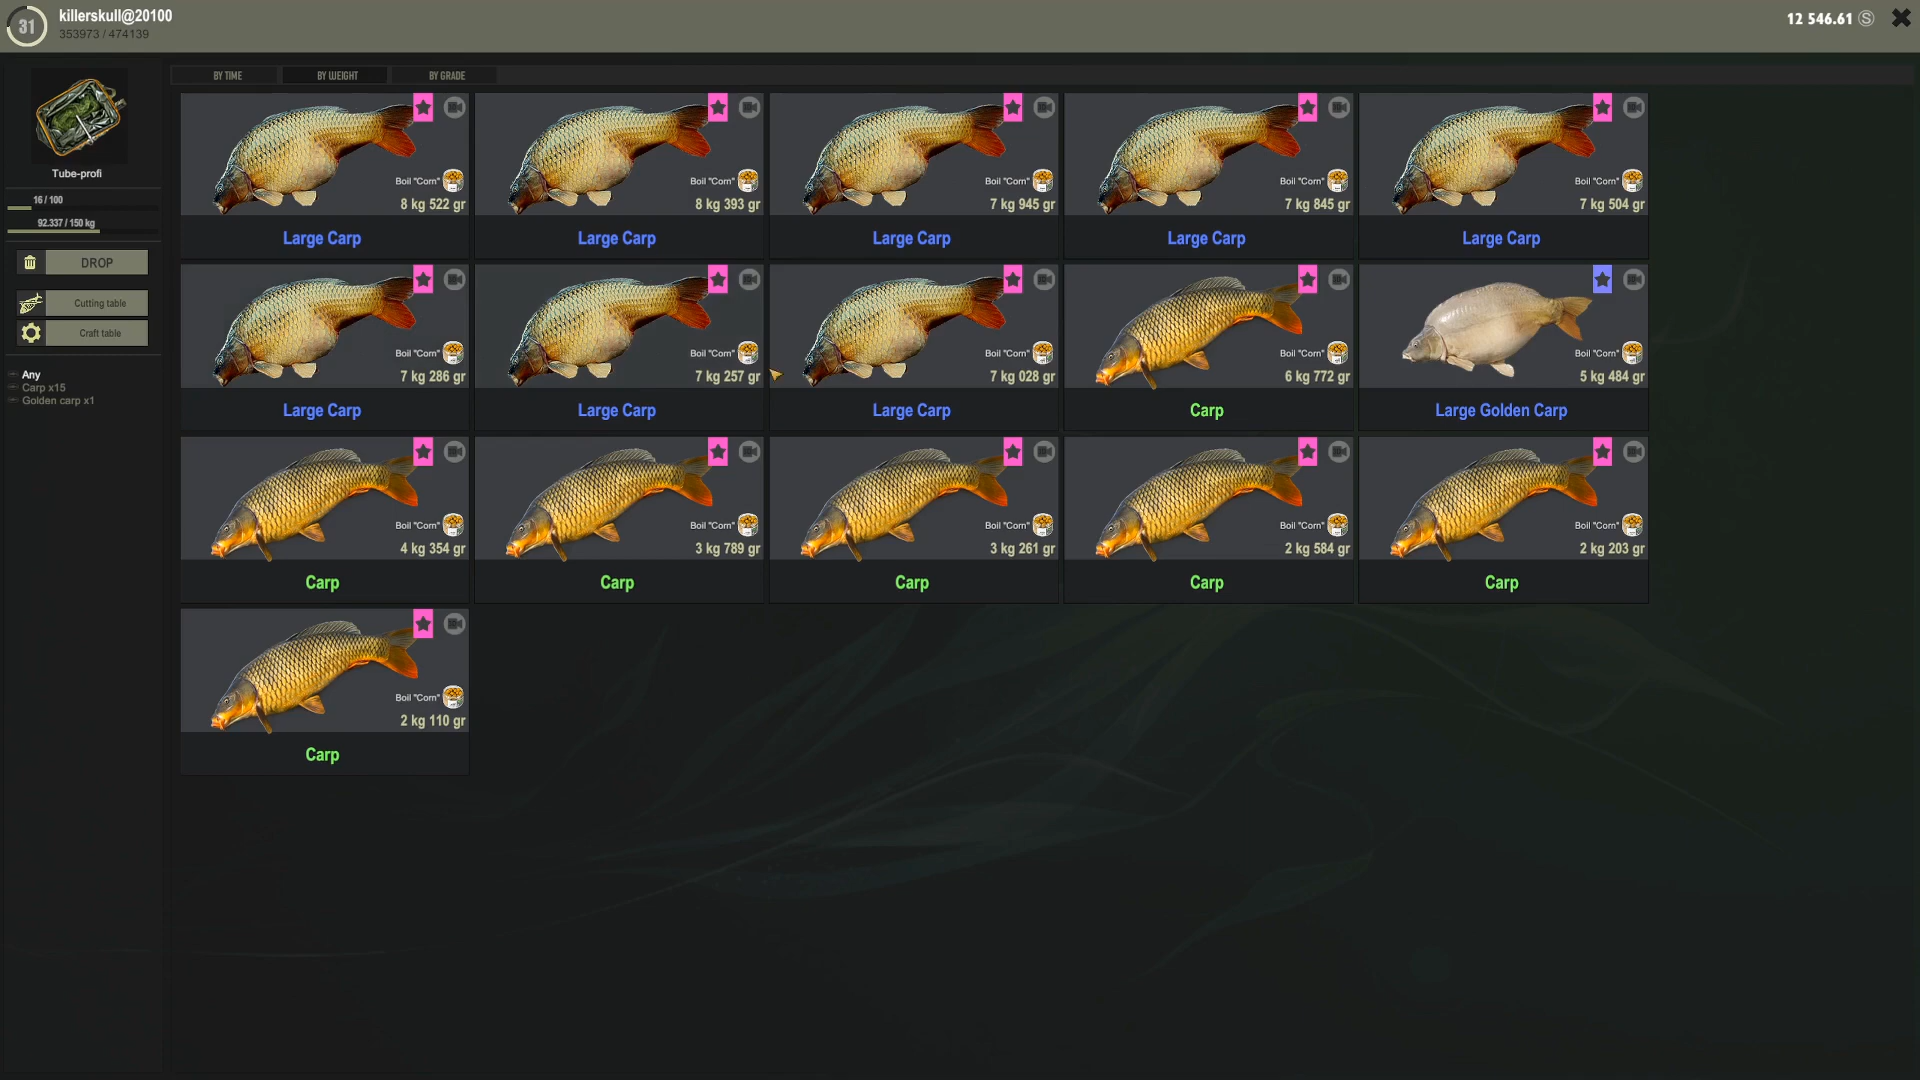 31
killerskull@20100
353973 / 474139
12 546.61 S
BY TIME
BY WEIGHT
BY GRADE
Tube-profi
16 / 100
92.337 / 150 kg
DROP
Cutting table
Craft table
Any
Carp x15
Golden carp x1
Boil "Corn"
8 kg 522 gr
Large Carp
Boil "Corn"
8 kg 393 gr
Large Carp
Boil "Corn"
7 kg 945 gr
Large Carp
Boil "Corn"
7 kg 845 gr
Large Carp
Boil "Corn"
7 kg 504 gr
Large Carp
Boil "Corn"
7 kg 286 gr
Large Carp
Boil "Corn"
7 kg 257 gr
Large Carp
Boil "Corn"
7 kg 028 gr
Large Carp
Boil "Corn"
6 kg 772 gr
Carp
Boil "Corn"
5 kg 484 gr
Large Golden Carp
Boil "Corn"
4 kg 354 gr
Carp
Boil "Corn"
3 kg 789 gr
Carp
Boil "Corn"
3 kg 261 gr
Carp
Boil "Corn"
2 kg 584 gr
Carp
Boil "Corn"
2 kg 203 gr
Carp
Boil "Corn"
2 kg 110 gr
Carp